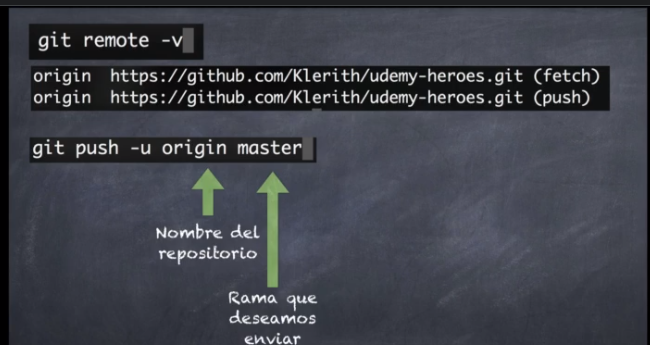 git remote -v
origin  https://github.com/Klerith/udemy-heroes.git (fetch)
origin  https://github.com/Klerith/udemy-heroes.git (push)
git push -u origin master
Nombre del
repositorio
Rama que
deseamos
enviar